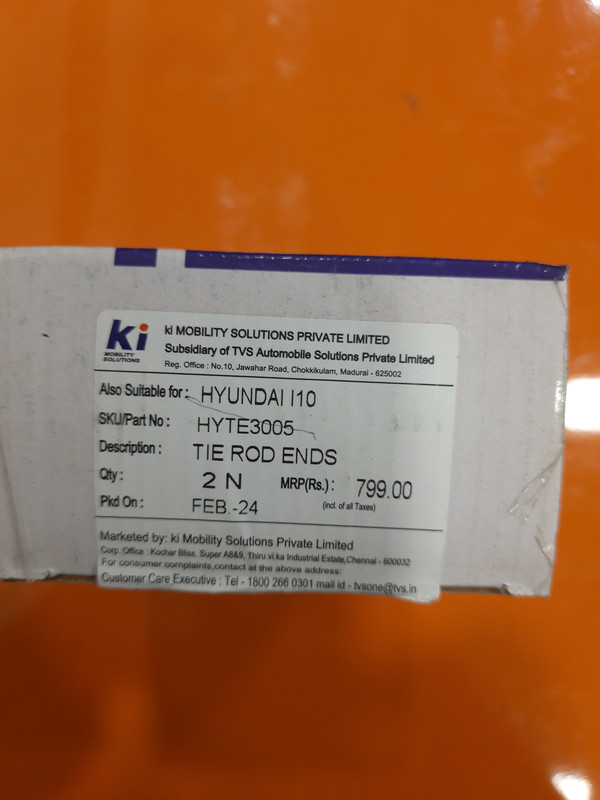 ki
MOBILITY
SOLUTIONS
ki MOBILITY SOLUTIONS PRIVATE LIMITED
Subsidiary of TVS Automobile Solutions Private Limited
Reg. Office : No.10, Jawahar Road, Chokkikulam, Madurai - 625002
Also Suitable for : HYUNDAI I10
SKU/Part No : HYTE3005
Description : TIE ROD ENDS
Qty : 2 N MRP(Rs.) : 799.00
(incl. of all Taxes)
Pkd On : FEB.-24
Marketed by: ki Mobility Solutions Private Limited
Corp. Office : Kochar Bliss, Super A8&9, Thiru.vi.ka Industrial Estate,Chennai - 600032
For consumer complaints,contact at the above address:
Customer Care Executive : Tel - 1800 266 0301 mail id - tvsone@tvs.in